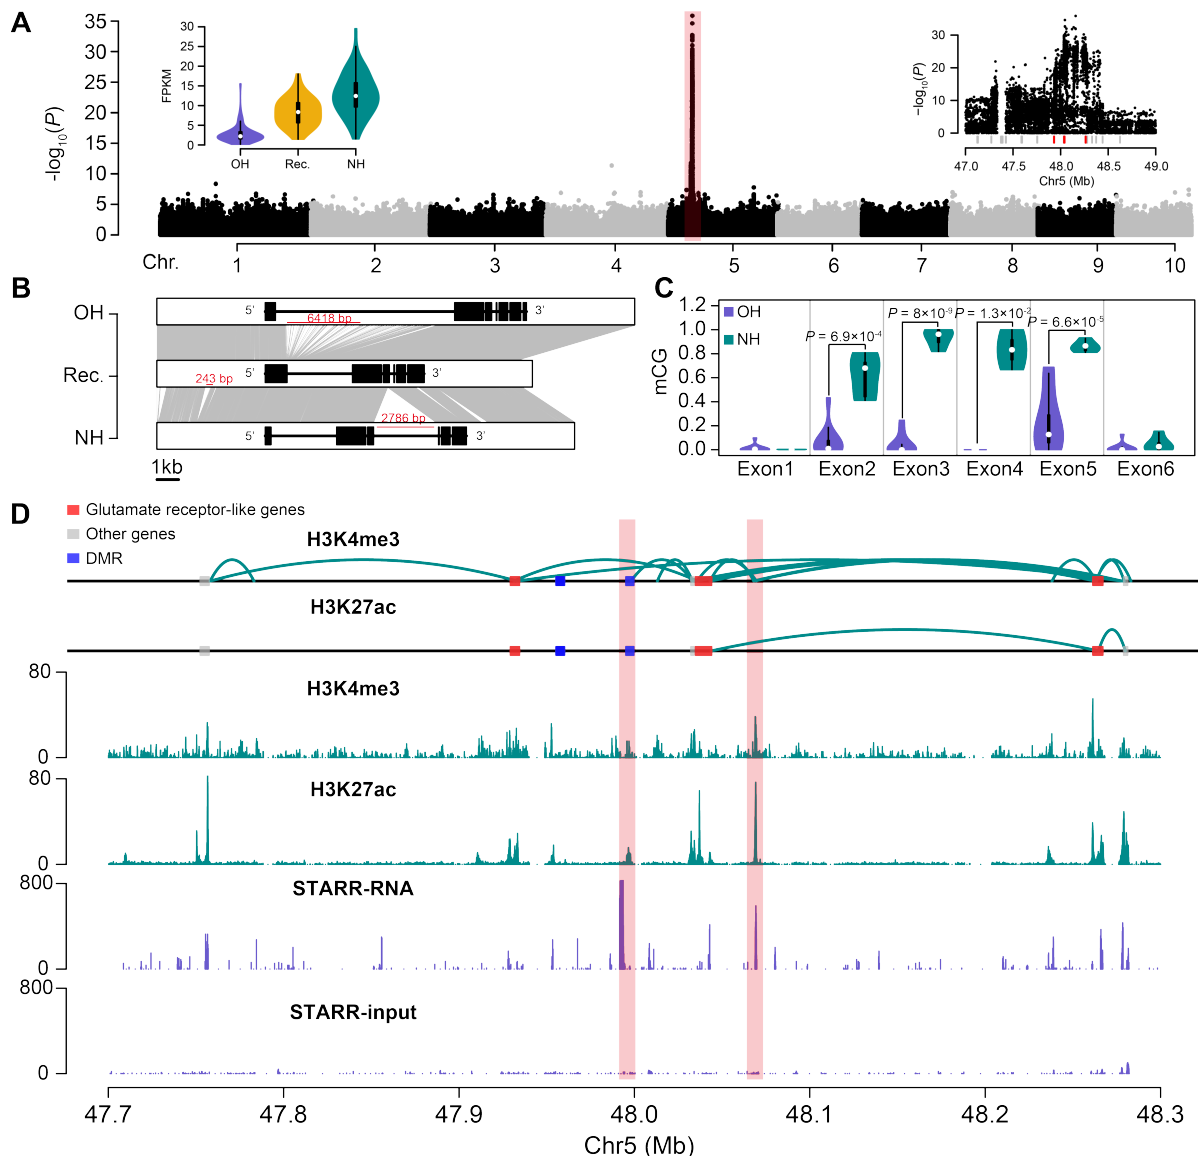 A
35
30
25
20
15
10
5
0
-log10(P)
30
25
20
15
10
5
0
FPKM
OH
Rec.
NH
30
20
10
0
−log10(P)
47.0
47.5
48.0
48.5
49.0
Chr5 (Mb)
Chr.
1
2
3
4
5
6
7
8
9
10
B
OH
Rec.
NH
5'
3'
6418 bp
5'
3'
243 bp
2786 bp
5'
3'
1kb
C
1.2
1.0
0.8
0.6
0.4
0.2
0.0
mCG
OH
NH
P = 6.9×10-4
P = 8×10-9
P = 1.3×10-2
P = 6.6×10-5
Exon1
Exon2
Exon3
Exon4
Exon5
Exon6
D
Glutamate receptor-like genes
Other genes
DMR
H3K4me3
H3K27ac
80
0
H3K4me3
80
0
H3K27ac
800
0
STARR-RNA
800
0
STARR-input
47.7
47.8
47.9
48.0
48.1
48.2
48.3
Chr5 (Mb)